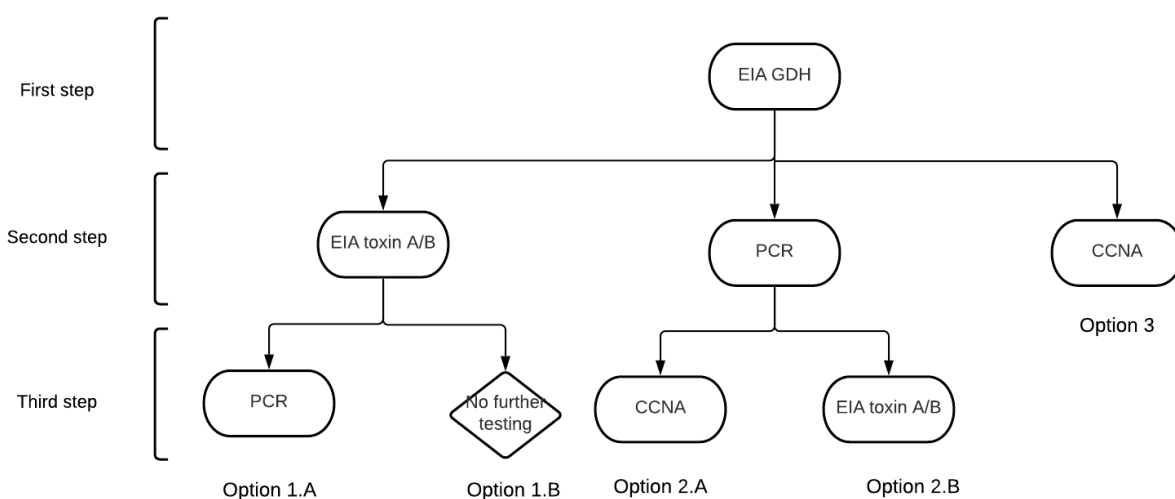 First step
EIA GDH
Second step
EIA toxin A/B
PCR
CCNA
Option 3
Third step
PCR
No further
testing
CCNA
EIA toxin A/B
Option 1.A
Option 1.B
Option 2.A
Option 2.B